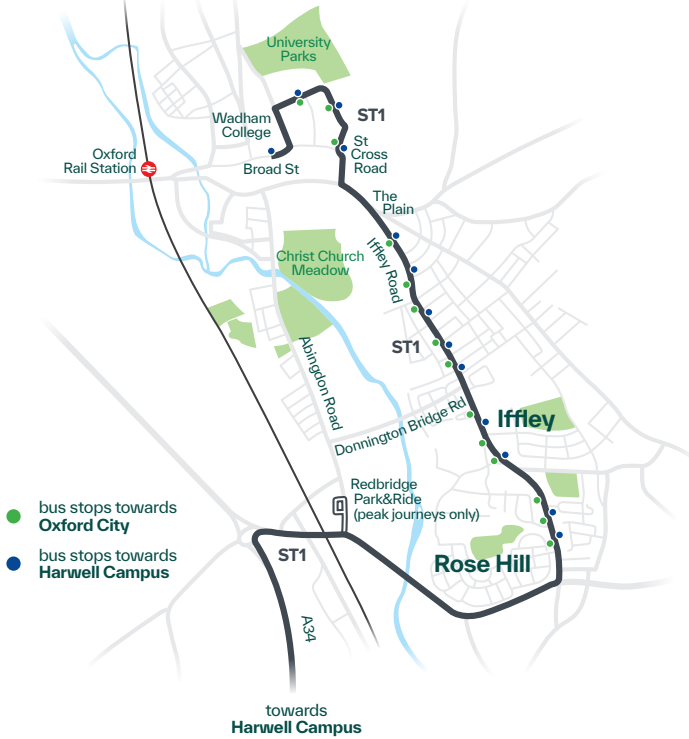 University
Parks
ST1
Wadham
College
St
Cross
Road
Oxford
Rail Station
Broad St
The
Plain
Iffley Road
Christ Church
Meadow
ST1
Abingdon Road
Donnington Bridge Rd
Iffley
Redbridge
Park&Ride
(peak journeys only)
bus stops towards
Oxford City
bus stops towards
Harwell Campus
ST1
Rose Hill
A34
towards
Harwell Campus